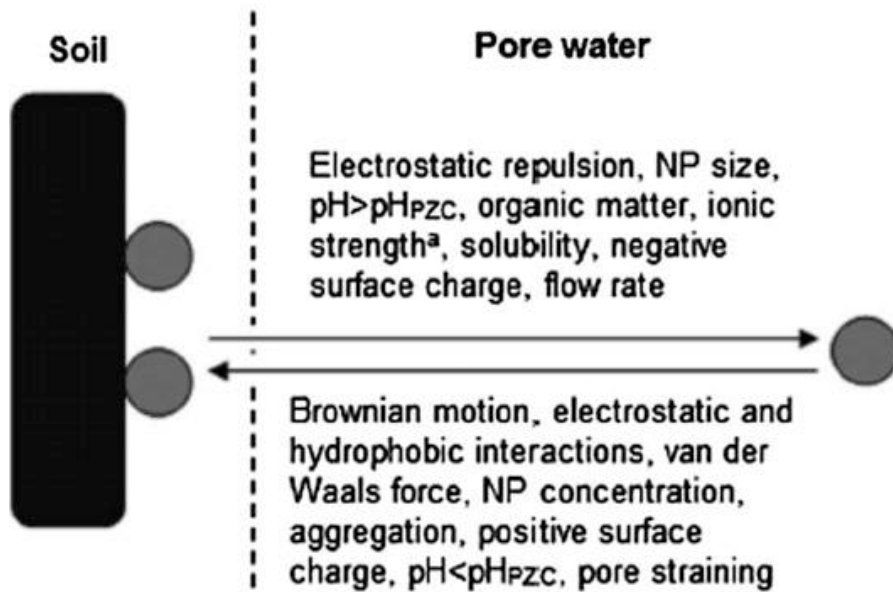 Soil
Pore water
Electrostatic repulsion, NP size,
pH>pHPZC, organic matter, ionic
strengthª, solubility, negative
surface charge, flow rate
Brownian motion, electrostatic and
hydrophobic interactions, van der
Waals force, NP concentration,
aggregation, positive surface
charge, pH<pHPZC, pore straining